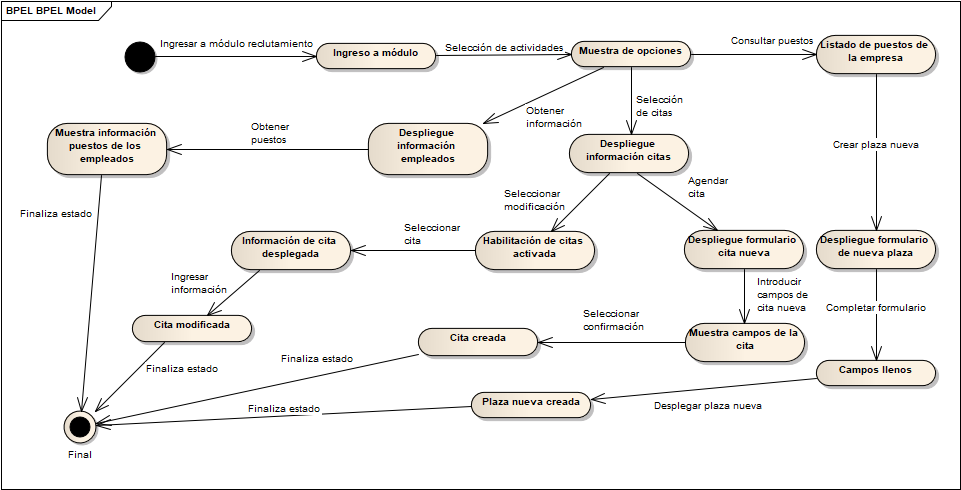 BPEL BPEL Model
Ingresar a módulo reclutamiento
Ingreso a módulo
Selección de actividades
Muestra de opciones
Consultar puestos
Listado de puestos de
la empresa
Obtener
información
Selección
de citas
Muestra información
puestos de los
empleados
Obtener
puestos
Despliegue
información
empleados
Despliegue
información citas
Crear plaza nueva
Finaliza estado
Seleccionar
modificación
Agendar
cita
Información de cita
desplegada
Seleccionar
cita
Habilitación de citas
activada
Despliegue formulario
cita nueva
Despliegue formulario
de nueva plaza
Ingresar
información
Introducir
campos de
cita nueva
Completar formulario
Cita modificada
Cita creada
Seleccionar
confirmación
Muestra campos de la
cita
Finaliza estado
Finaliza estado
Campos llenos
Finaliza estado
Plaza nueva creada
Desplegar plaza nueva
Final